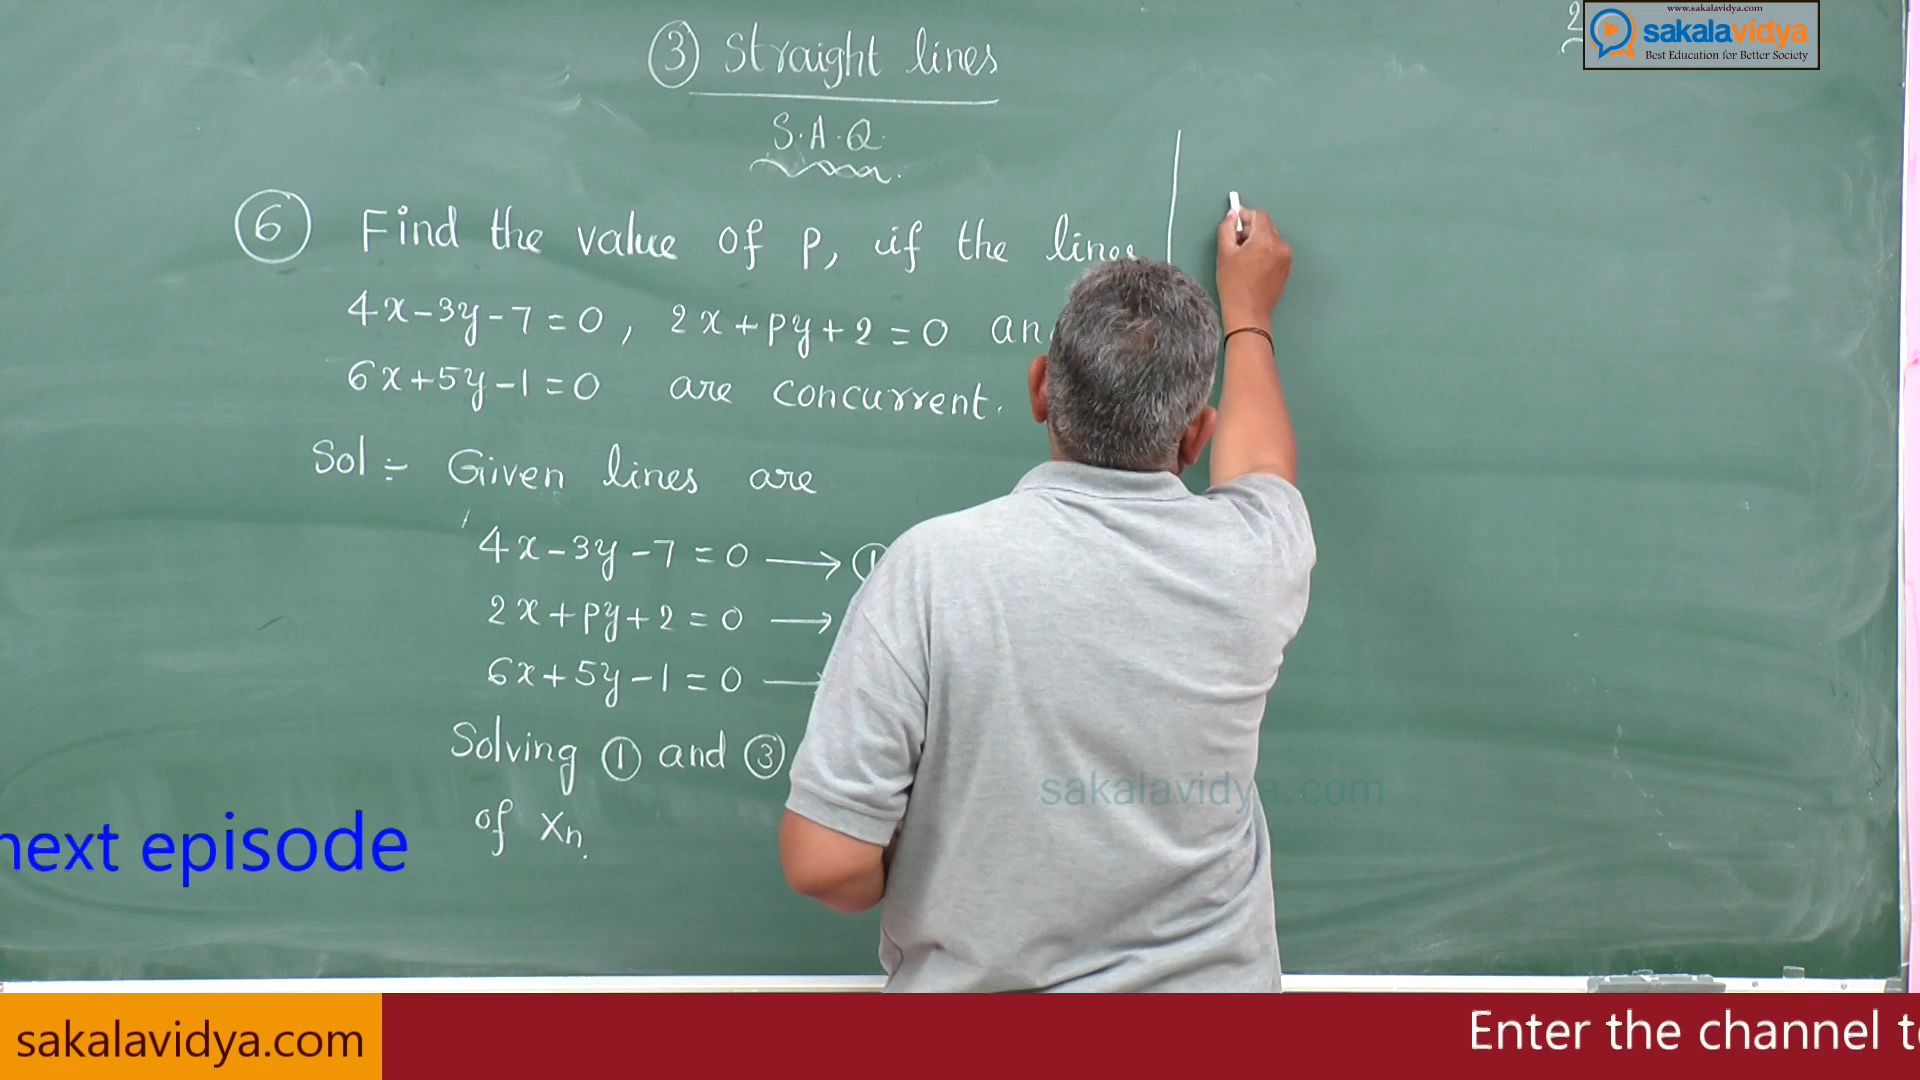 www.sakalavidya.com
sakalavidya
Best Education for Better Society
2
③ Straight lines
S.A.Q.
⑥ Find the value of p, if the lines
4x-3y-7=0, 2x+py+2=0
6x+5y-1=0 are concurrent.
Sol:- Given lines are
4x-3y-7=0 → ①
2x+py+2=0 →
6x+5y-1=0 →
Solving ① and ③
of xn.
sakalavidya.com
next episode
sakalavidya.com
Enter the channel